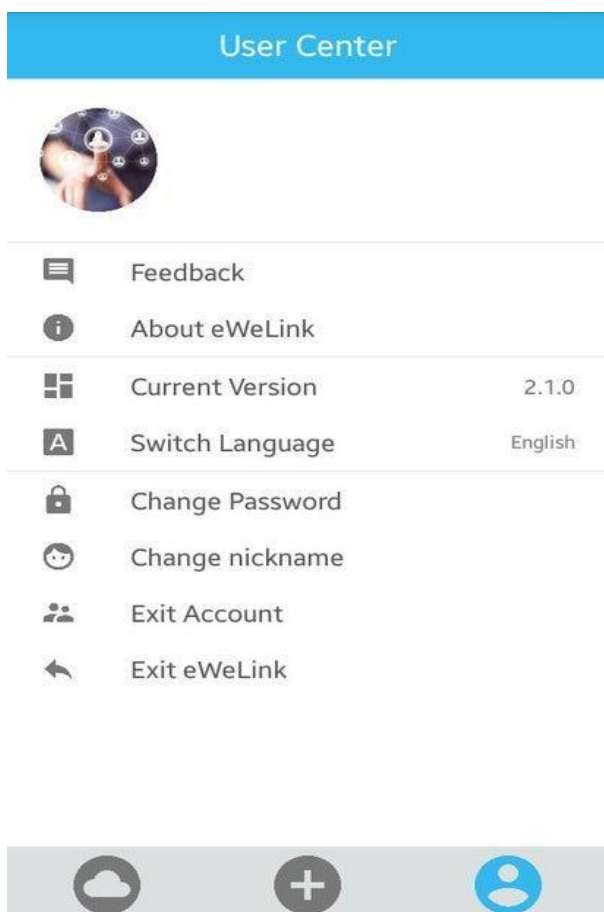 User Center
Feedback
About eWeLink
Current Version 2.1.0
A Switch Language English
Change Password
Change nickname
Exit Account
Exit eWeLink